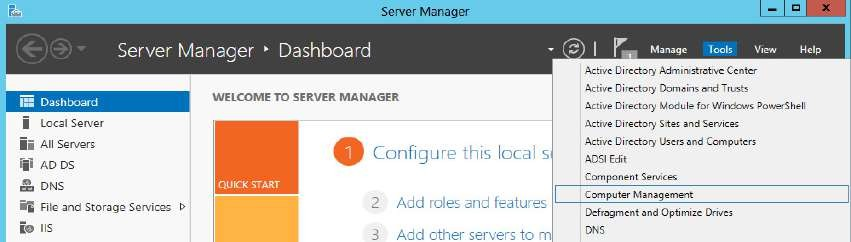 Server Manager
Server Manager ‣ Dashboard
1
Manage
Tools
View
Help
Dashboard
Local Server
All Servers
AD DS
DNS
File and Storage Services
IIS
WELCOME TO SERVER MANAGER
QUICK START
1 Configure this local se
2 Add roles and features
3 Add other servers to m
Active Directory Administrative Center
Active Directory Domains and Trusts
Active Directory Module for Windows PowerShell
Active Directory Sites and Services
Active Directory Users and Computers
ADSI Edit
Component Services
Computer Management
Defragment and Optimize Drives
DNS